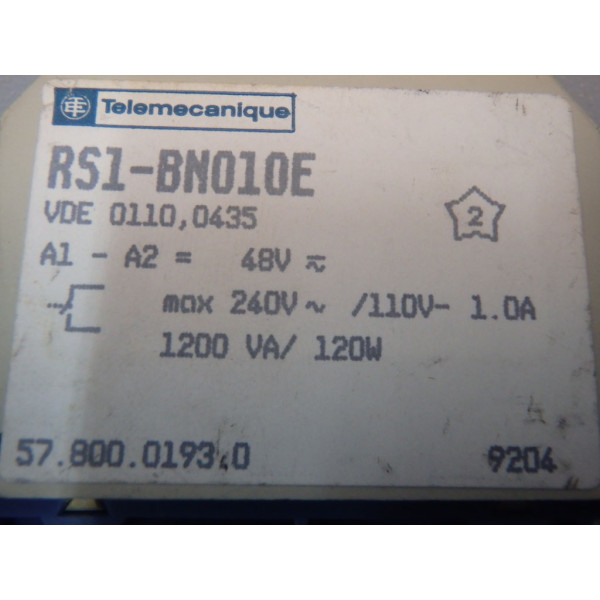 Telemecanique
RS1-BN010E
VDE 0110,0435
2
A1 - A2 = 48V ⎓
max 240V~ /110V- 1.0A
1200 VA/ 120W
57.800.0193.0
9204